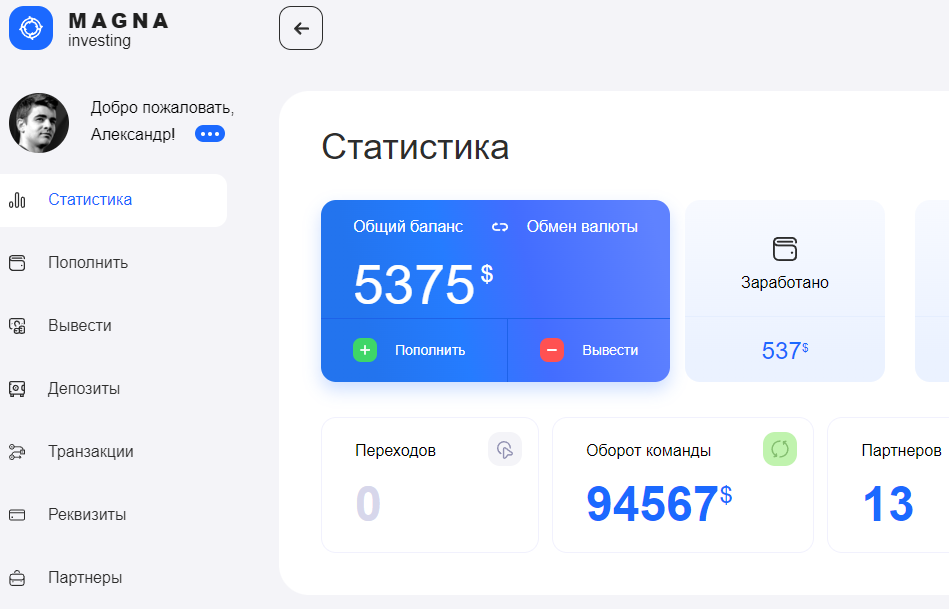 MAGNA
investing
Добро пожаловать,
Александр!
Статистика
Пополнить
Вывести
Депозиты
Транзакции
Реквизиты
Партнеры
Статистика
Общий баланс
Обмен валюты
5375$
Пополнить
Вывести
Заработано
537$
Переходов
0
Оборот команды
94567$
Партнеров
13